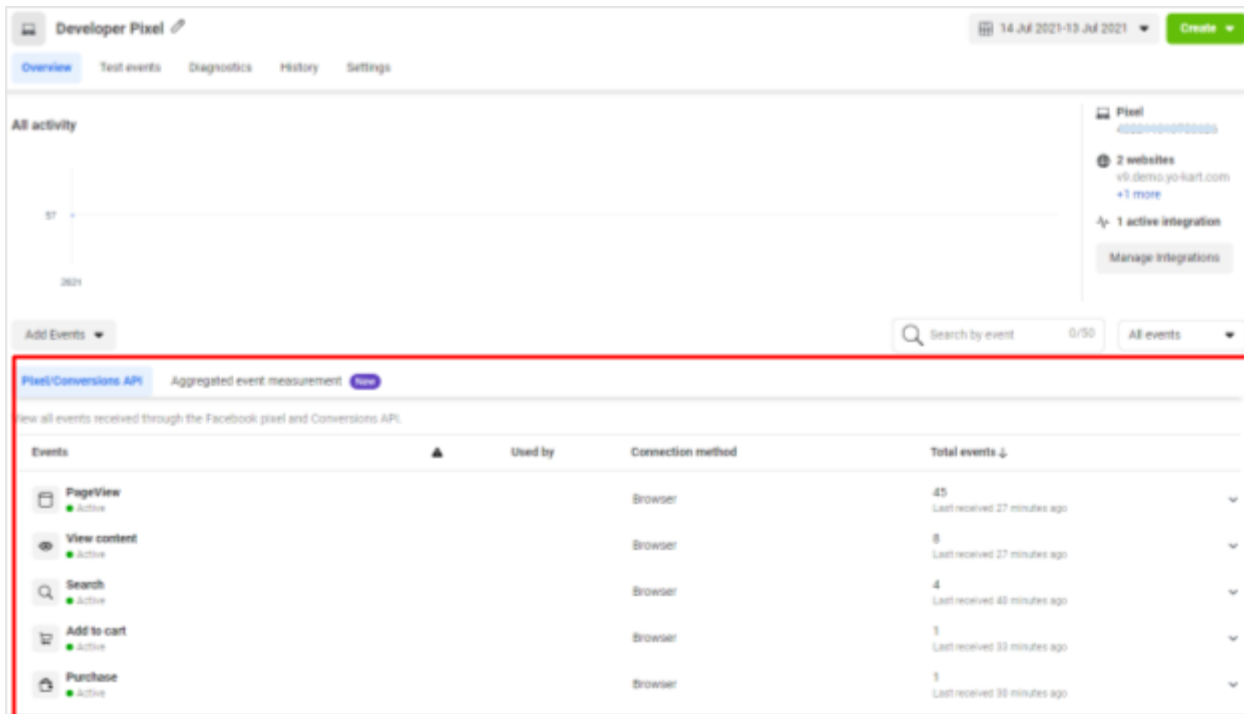 Developer Pixel
14 Jul 2021-13 Jul 2021
Create
Overview Test events Diagnostics History Settings
All activity
Pixel
2 websites
v9.demo.yo-kart.com
+1 more
57
1 active integration
Manage Integrations
2021
Add Events
Search by event 0/50
All events
Pixel/Conversions API Aggregated event measurement New
View all events received through the Facebook pixel and Conversions API.
Events Used by Connection method Total events ↓
PageView Browser 45
Active Last received 27 minutes ago
View content Browser 8
Active Last received 27 minutes ago
Search Browser 4
Active Last received 40 minutes ago
Add to cart Browser 1
Active Last received 33 minutes ago
Purchase Browser 1
Active Last received 30 minutes ago